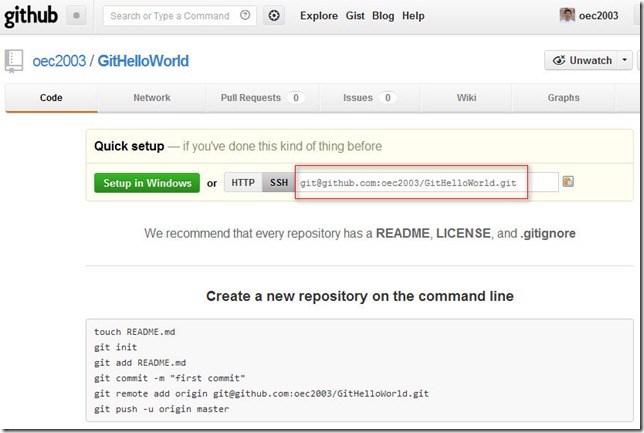 github Search or Type a Command Explore Gist Blog Help oec2003
oec2003 / GitHelloWorld Unwatch
Code Network Pull Requests 0 Issues 0 Wiki Graphs
Quick setup — if you've done this kind of thing before
Setup in Windows or HTTP SSH git@github.com:oec2003/GitHelloWorld.git
We recommend that every repository has a README, LICENSE, and .gitignore
Create a new repository on the command line
touch README.md
git init
git add README.md
git commit -m "first commit"
git remote add origin git@github.com:oec2003/GitHelloWorld.git
git push -u origin master